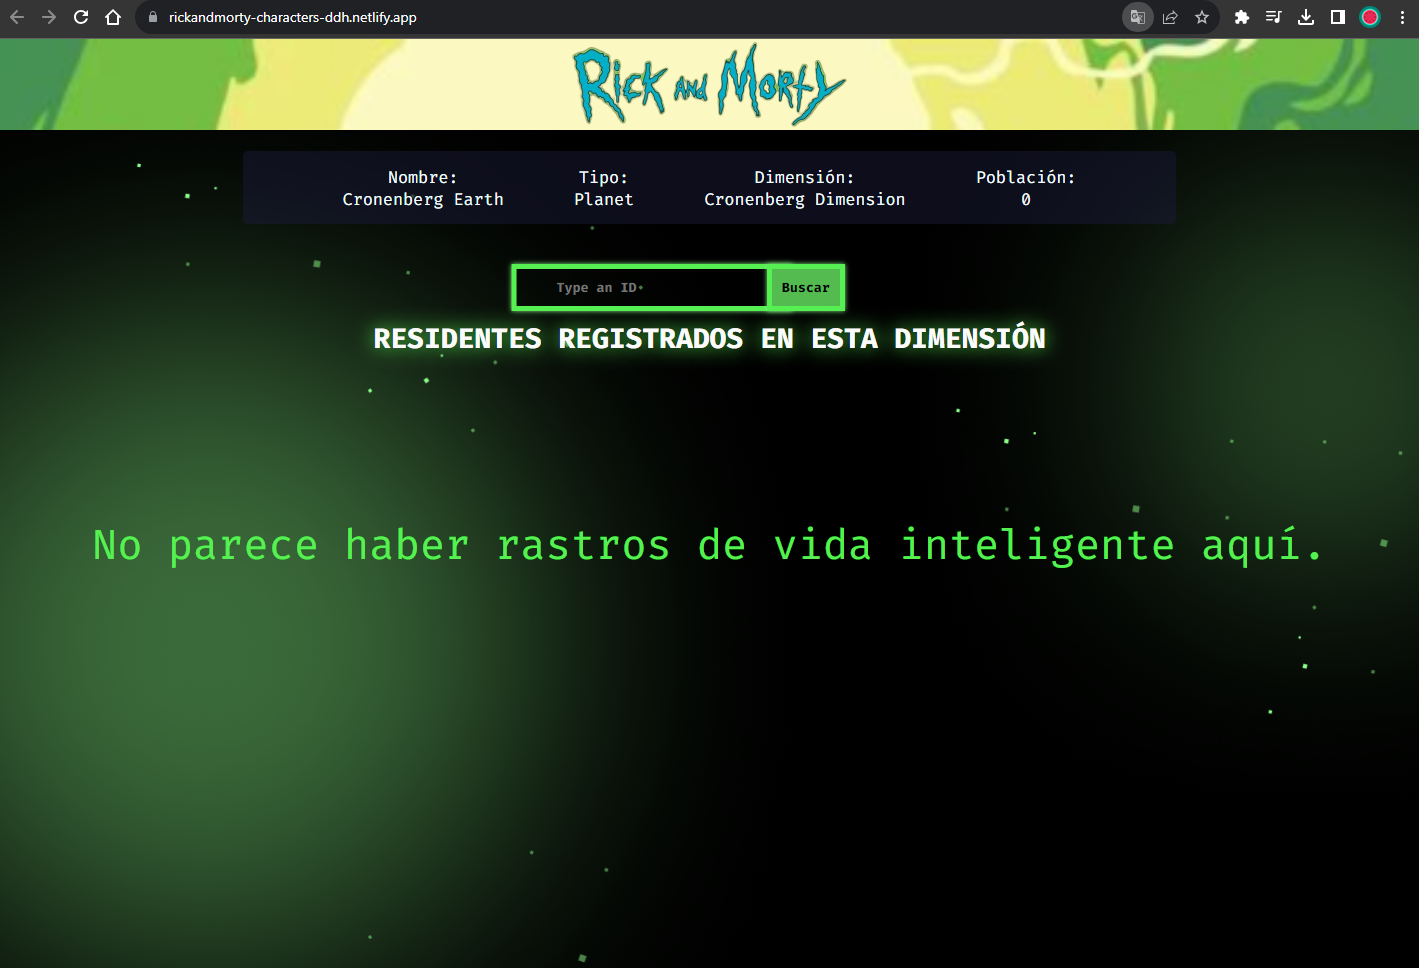 rickandmorty-characters-ddh.netlify.app
Rick and Morty
Nombre:
Cronenberg Earth
Tipo:
Planet
Dimensión:
Cronenberg Dimension
Población:
0
Type an ID
Buscar
RESIDENTES REGISTRADOS EN ESTA DIMENSIÓN
No parece haber rastros de vida inteligente aquí.